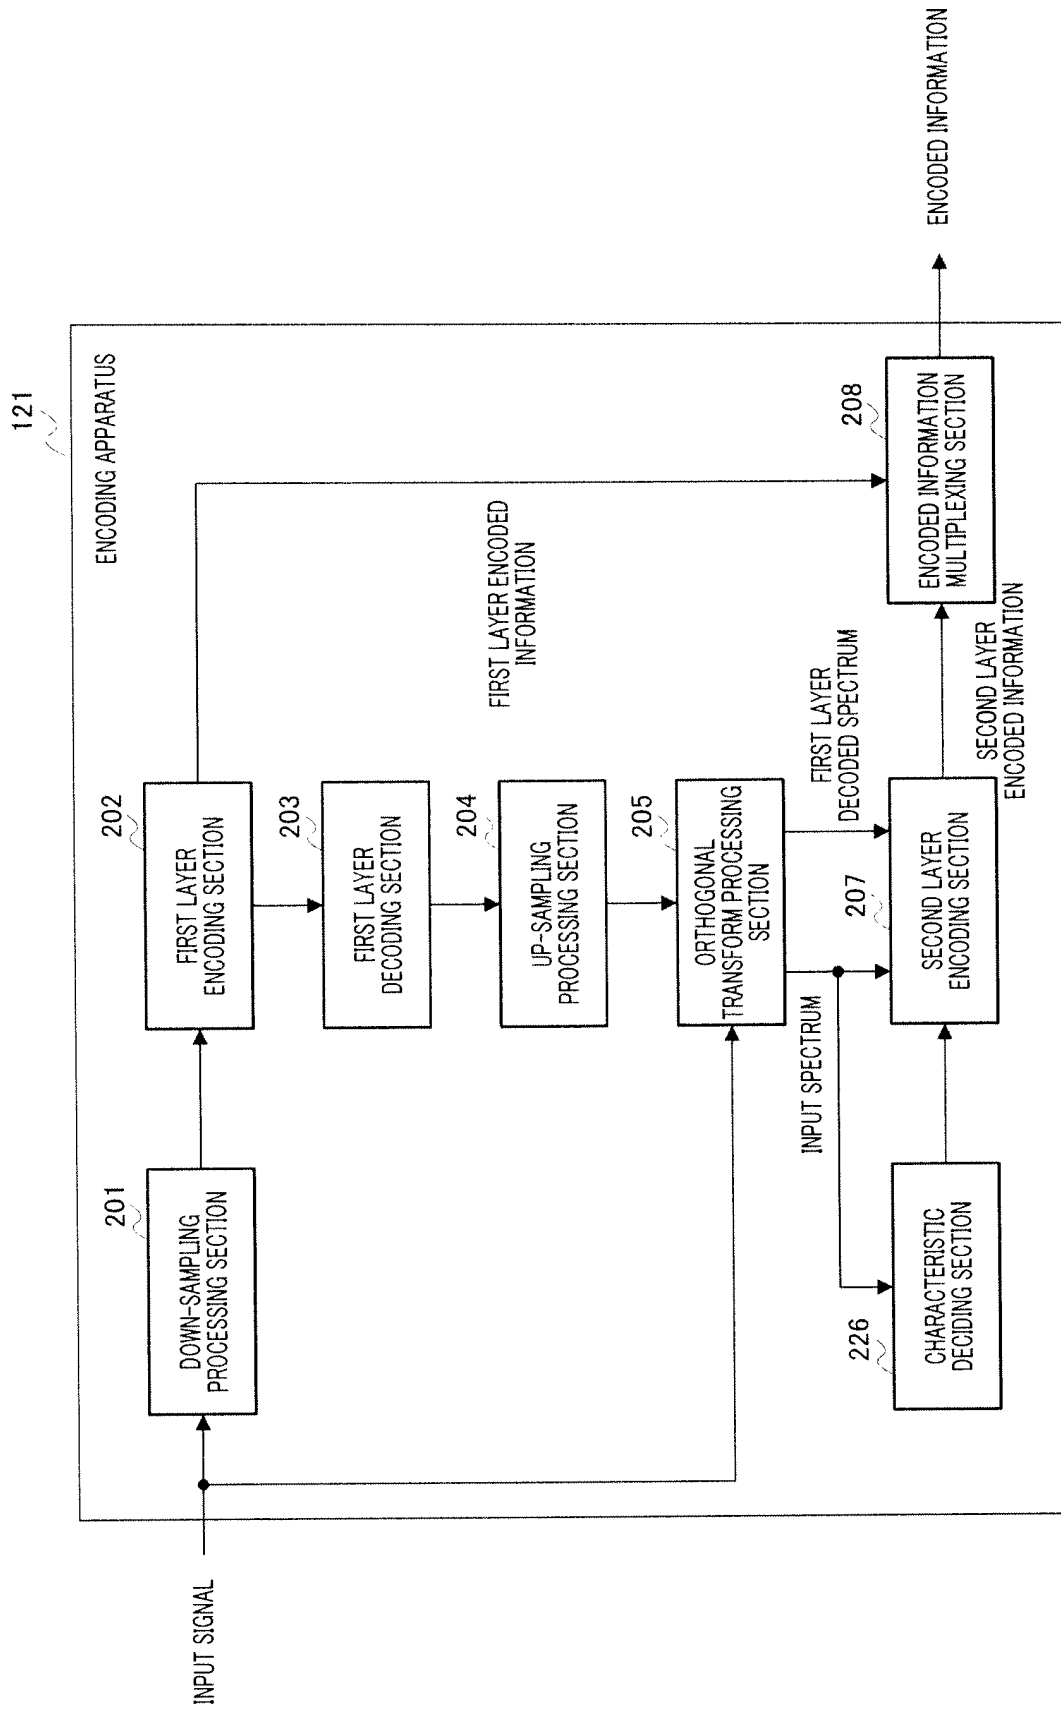 121
ENCODING APPARATUS
INPUT SIGNAL
201
DOWN-SAMPLING
PROCESSING SECTION
202
FIRST LAYER
ENCODING SECTION
203
FIRST LAYER
DECODING SECTION
204
UP-SAMPLING
PROCESSING SECTION
205
ORTHOGONAL
TRANSFORM PROCESSING
SECTION
FIRST LAYER ENCODED
INFORMATION
INPUT SPECTRUM
FIRST LAYER
DECODED SPECTRUM
226
CHARACTERISTIC
DECIDING SECTION
207
SECOND LAYER
ENCODING SECTION
SECOND LAYER
ENCODED INFORMATION
208
ENCODED INFORMATION
MULTIPLEXING SECTION
ENCODED INFORMATION